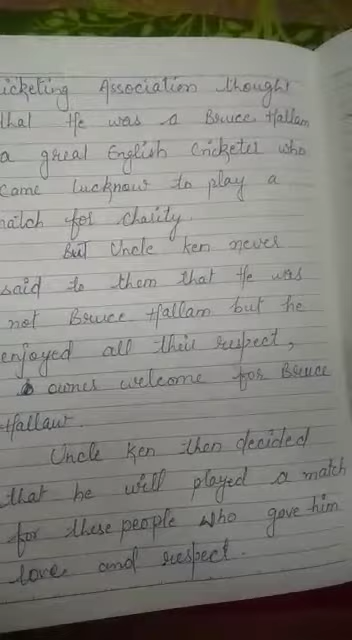 icketing Association thought
that He was a Bruce Hallam
a great English Cricketer who
came lucknow to play a
natch for charity.
But Uncle ken never
said to them that He was
not Bruce Hallam but he
enjoyed all their respect,
owner welcome for Bruce
Hallam.
Uncle Ken then decided
that he will played a match
for these people who gave him
love and respect.